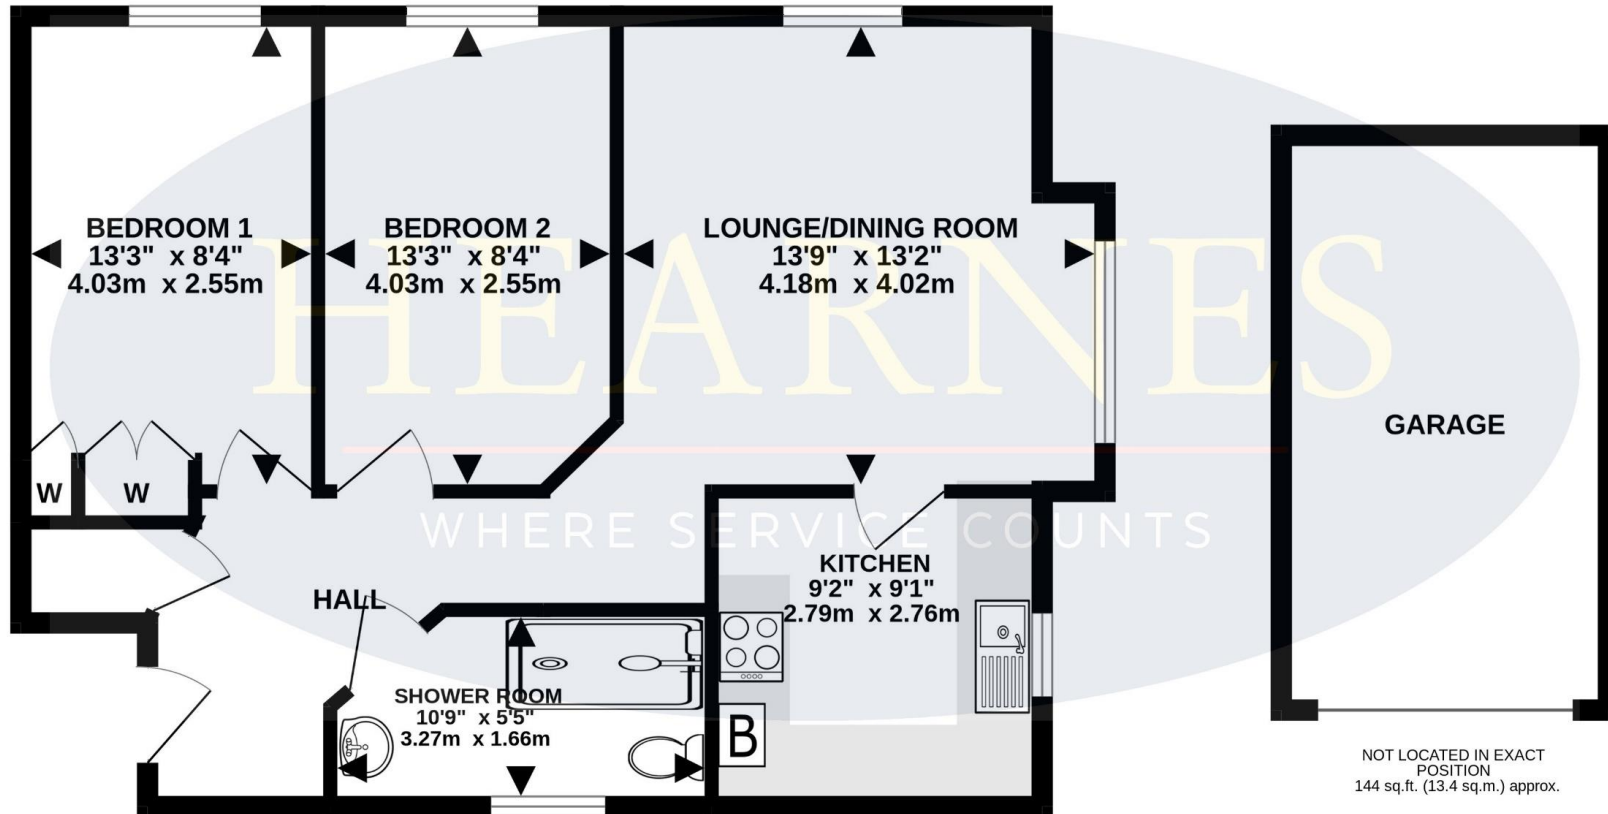 BEDROOM 1
13'3" x 8'4"
4.03m x 2.55m
BEDROOM 2
13'3" x 8'4"
4.03m x 2.55m
LOUNGE/DINING ROOM
13'9" x 13'2"
4.18m x 4.02m
HEARNES
WHERE SERVICE COUNTS
GARAGE
W
W
HALL
KITCHEN
9'2" x 9'1"
2.79m x 2.76m
SHOWER ROOM
10'9" x 5'5"
3.27m x 1.66m
B
NOT LOCATED IN EXACT
POSITION
144 sq.ft. (13.4 sq.m.) approx.